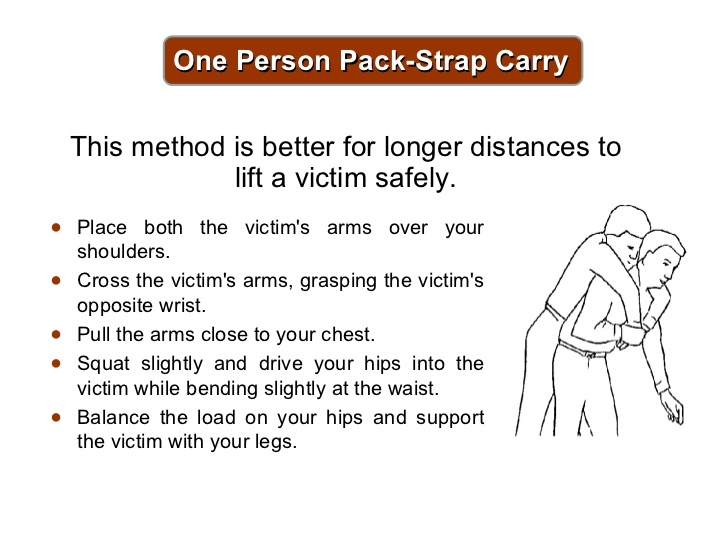 One Person Pack-Strap Carry
This method is better for longer distances to
lift a victim safely.
• Place both the victim's arms over your
shoulders.
• Cross the victim's arms, grasping the victim's
opposite wrist.
• Pull the arms close to your chest.
• Squat slightly and drive your hips into the
victim while bending slightly at the waist.
• Balance the load on your hips and support
the victim with your legs.